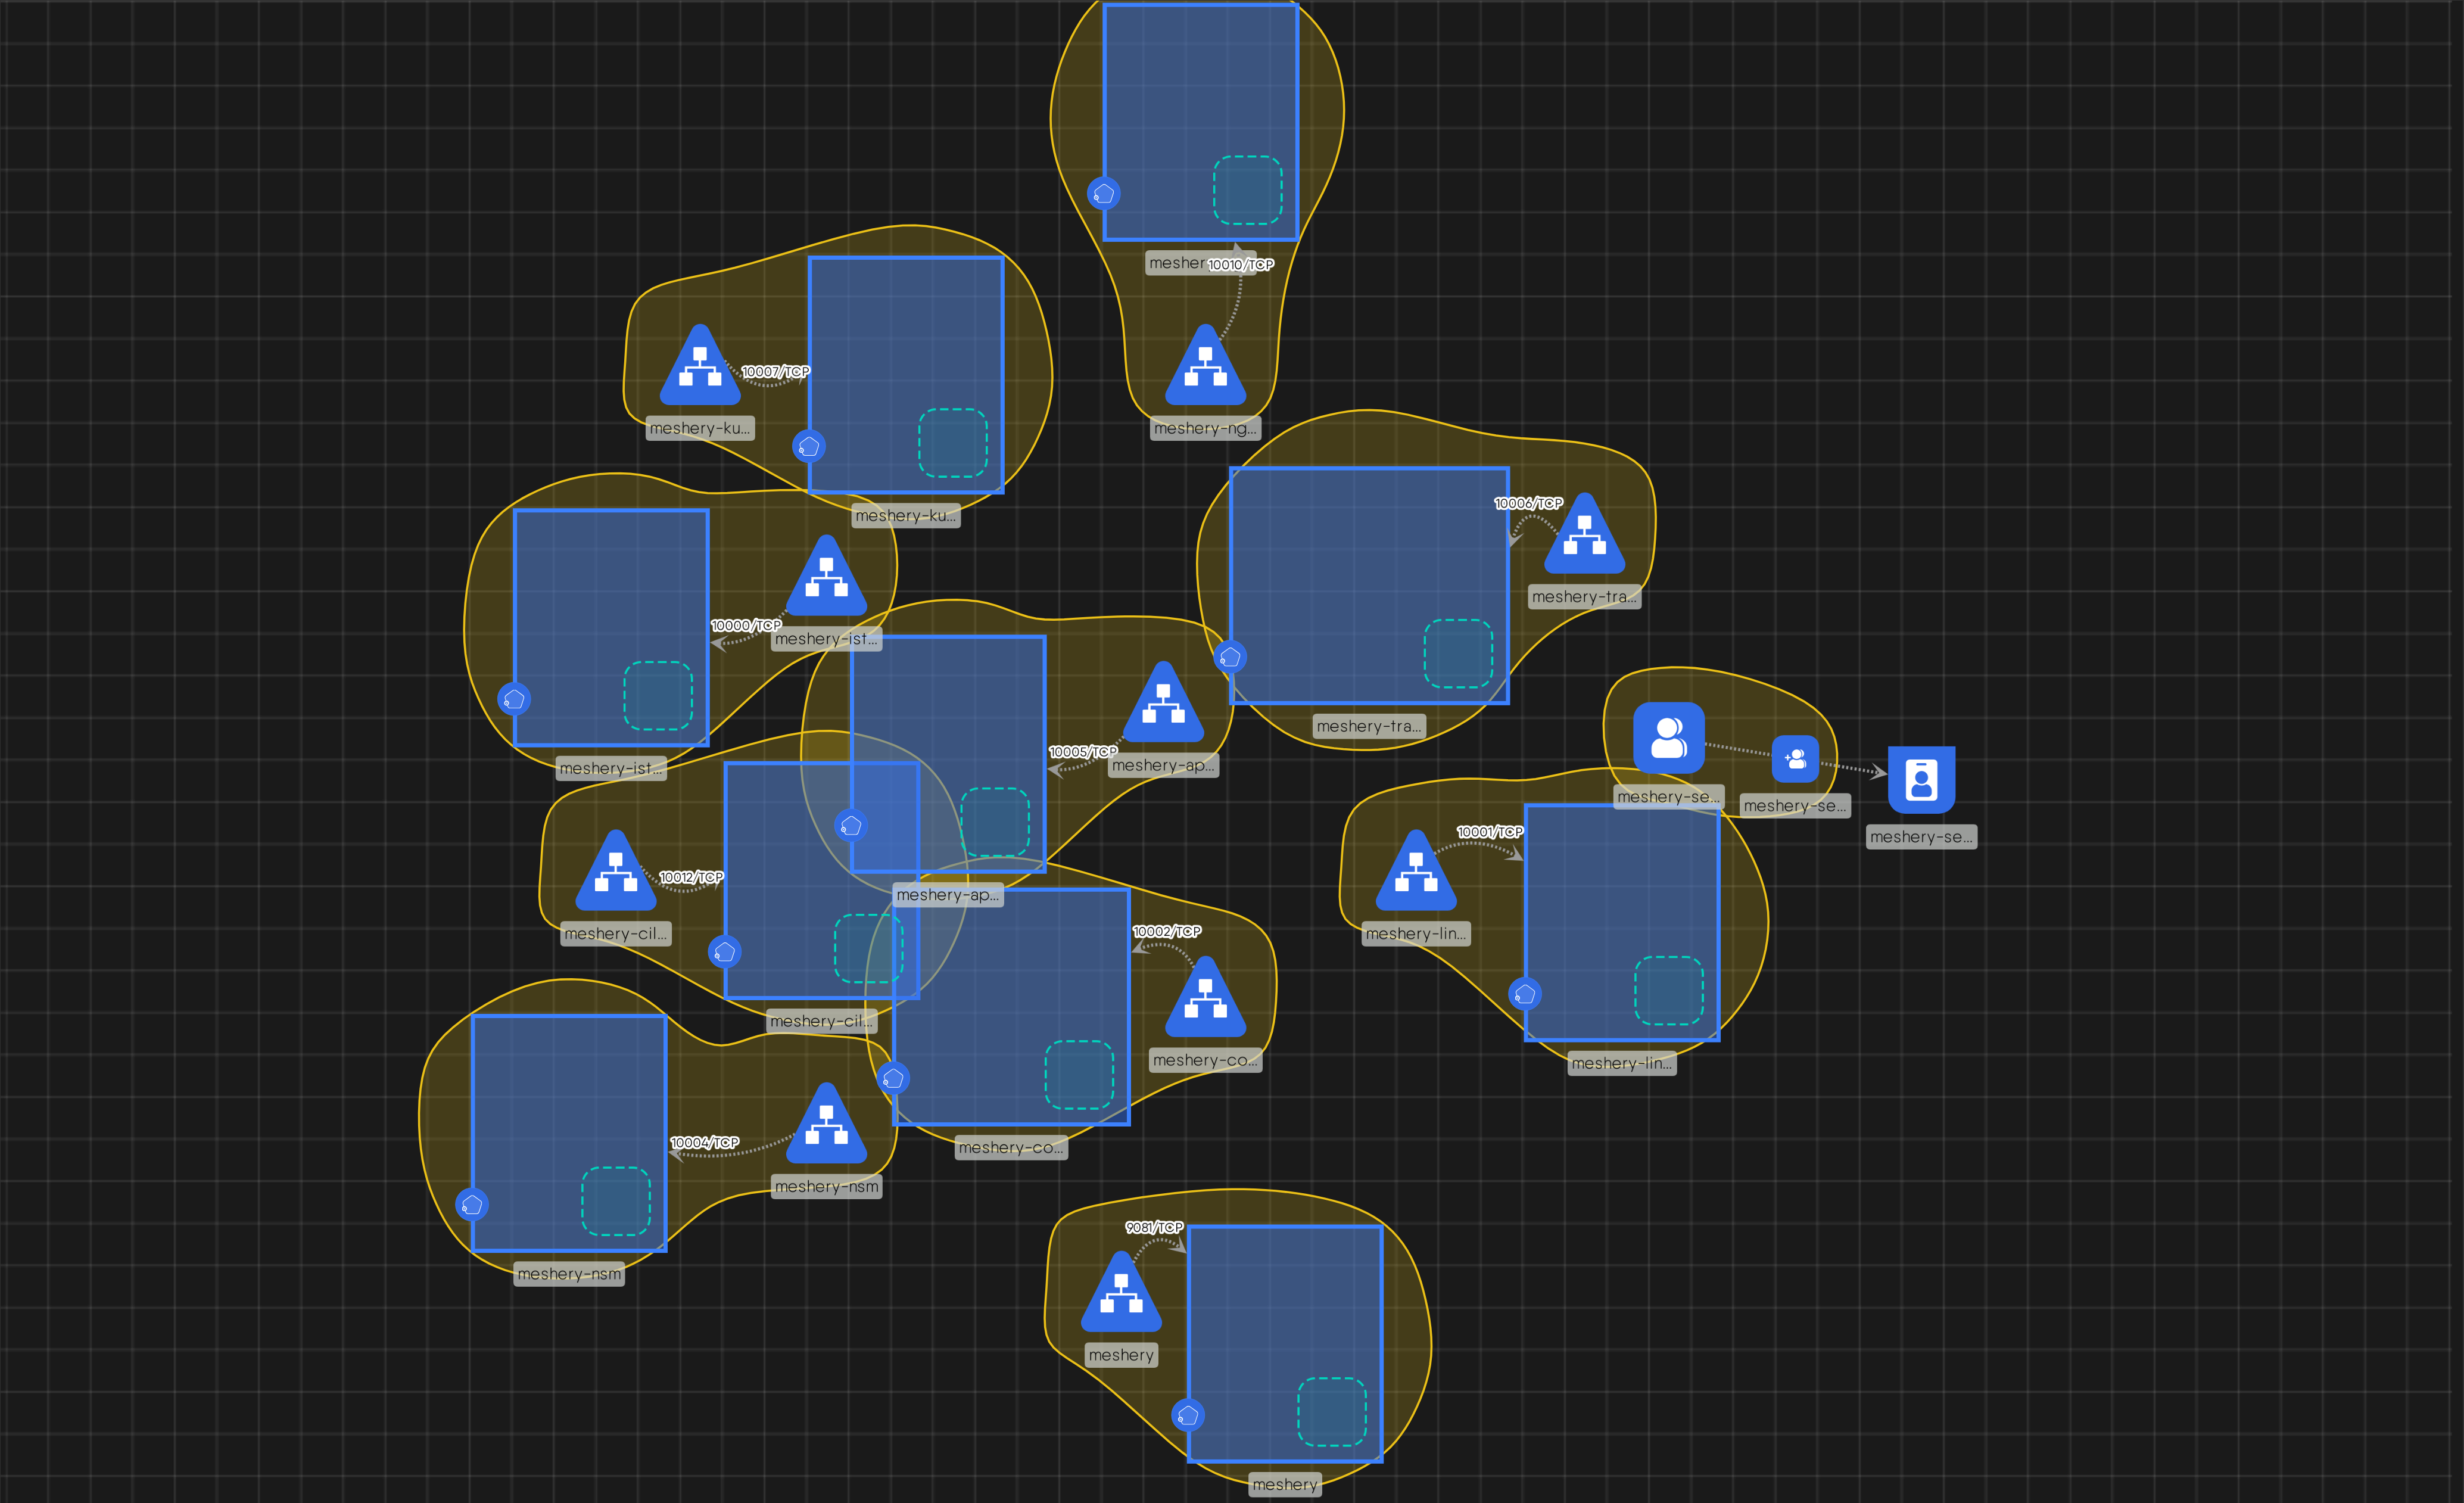 mesher
10010/TCP
meshery-ng...
10007/TCP
meshery-ku...
meshery-ku...
10006/TCP
meshery-tra...
meshery-tra...
10000/TCP
meshery-ist...
meshery-ist...
10005/TCP
meshery-ap...
meshery-ap...
meshery-se...
meshery-se...
meshery-se...
10012/TCP
meshery-cil...
meshery-cil...
10001/TCP
meshery-lin...
meshery-lin...
10002/TCP
meshery-co...
meshery-co...
10004/TCP
meshery-nsm
meshery-nsm
9081/TCP
meshery
meshery